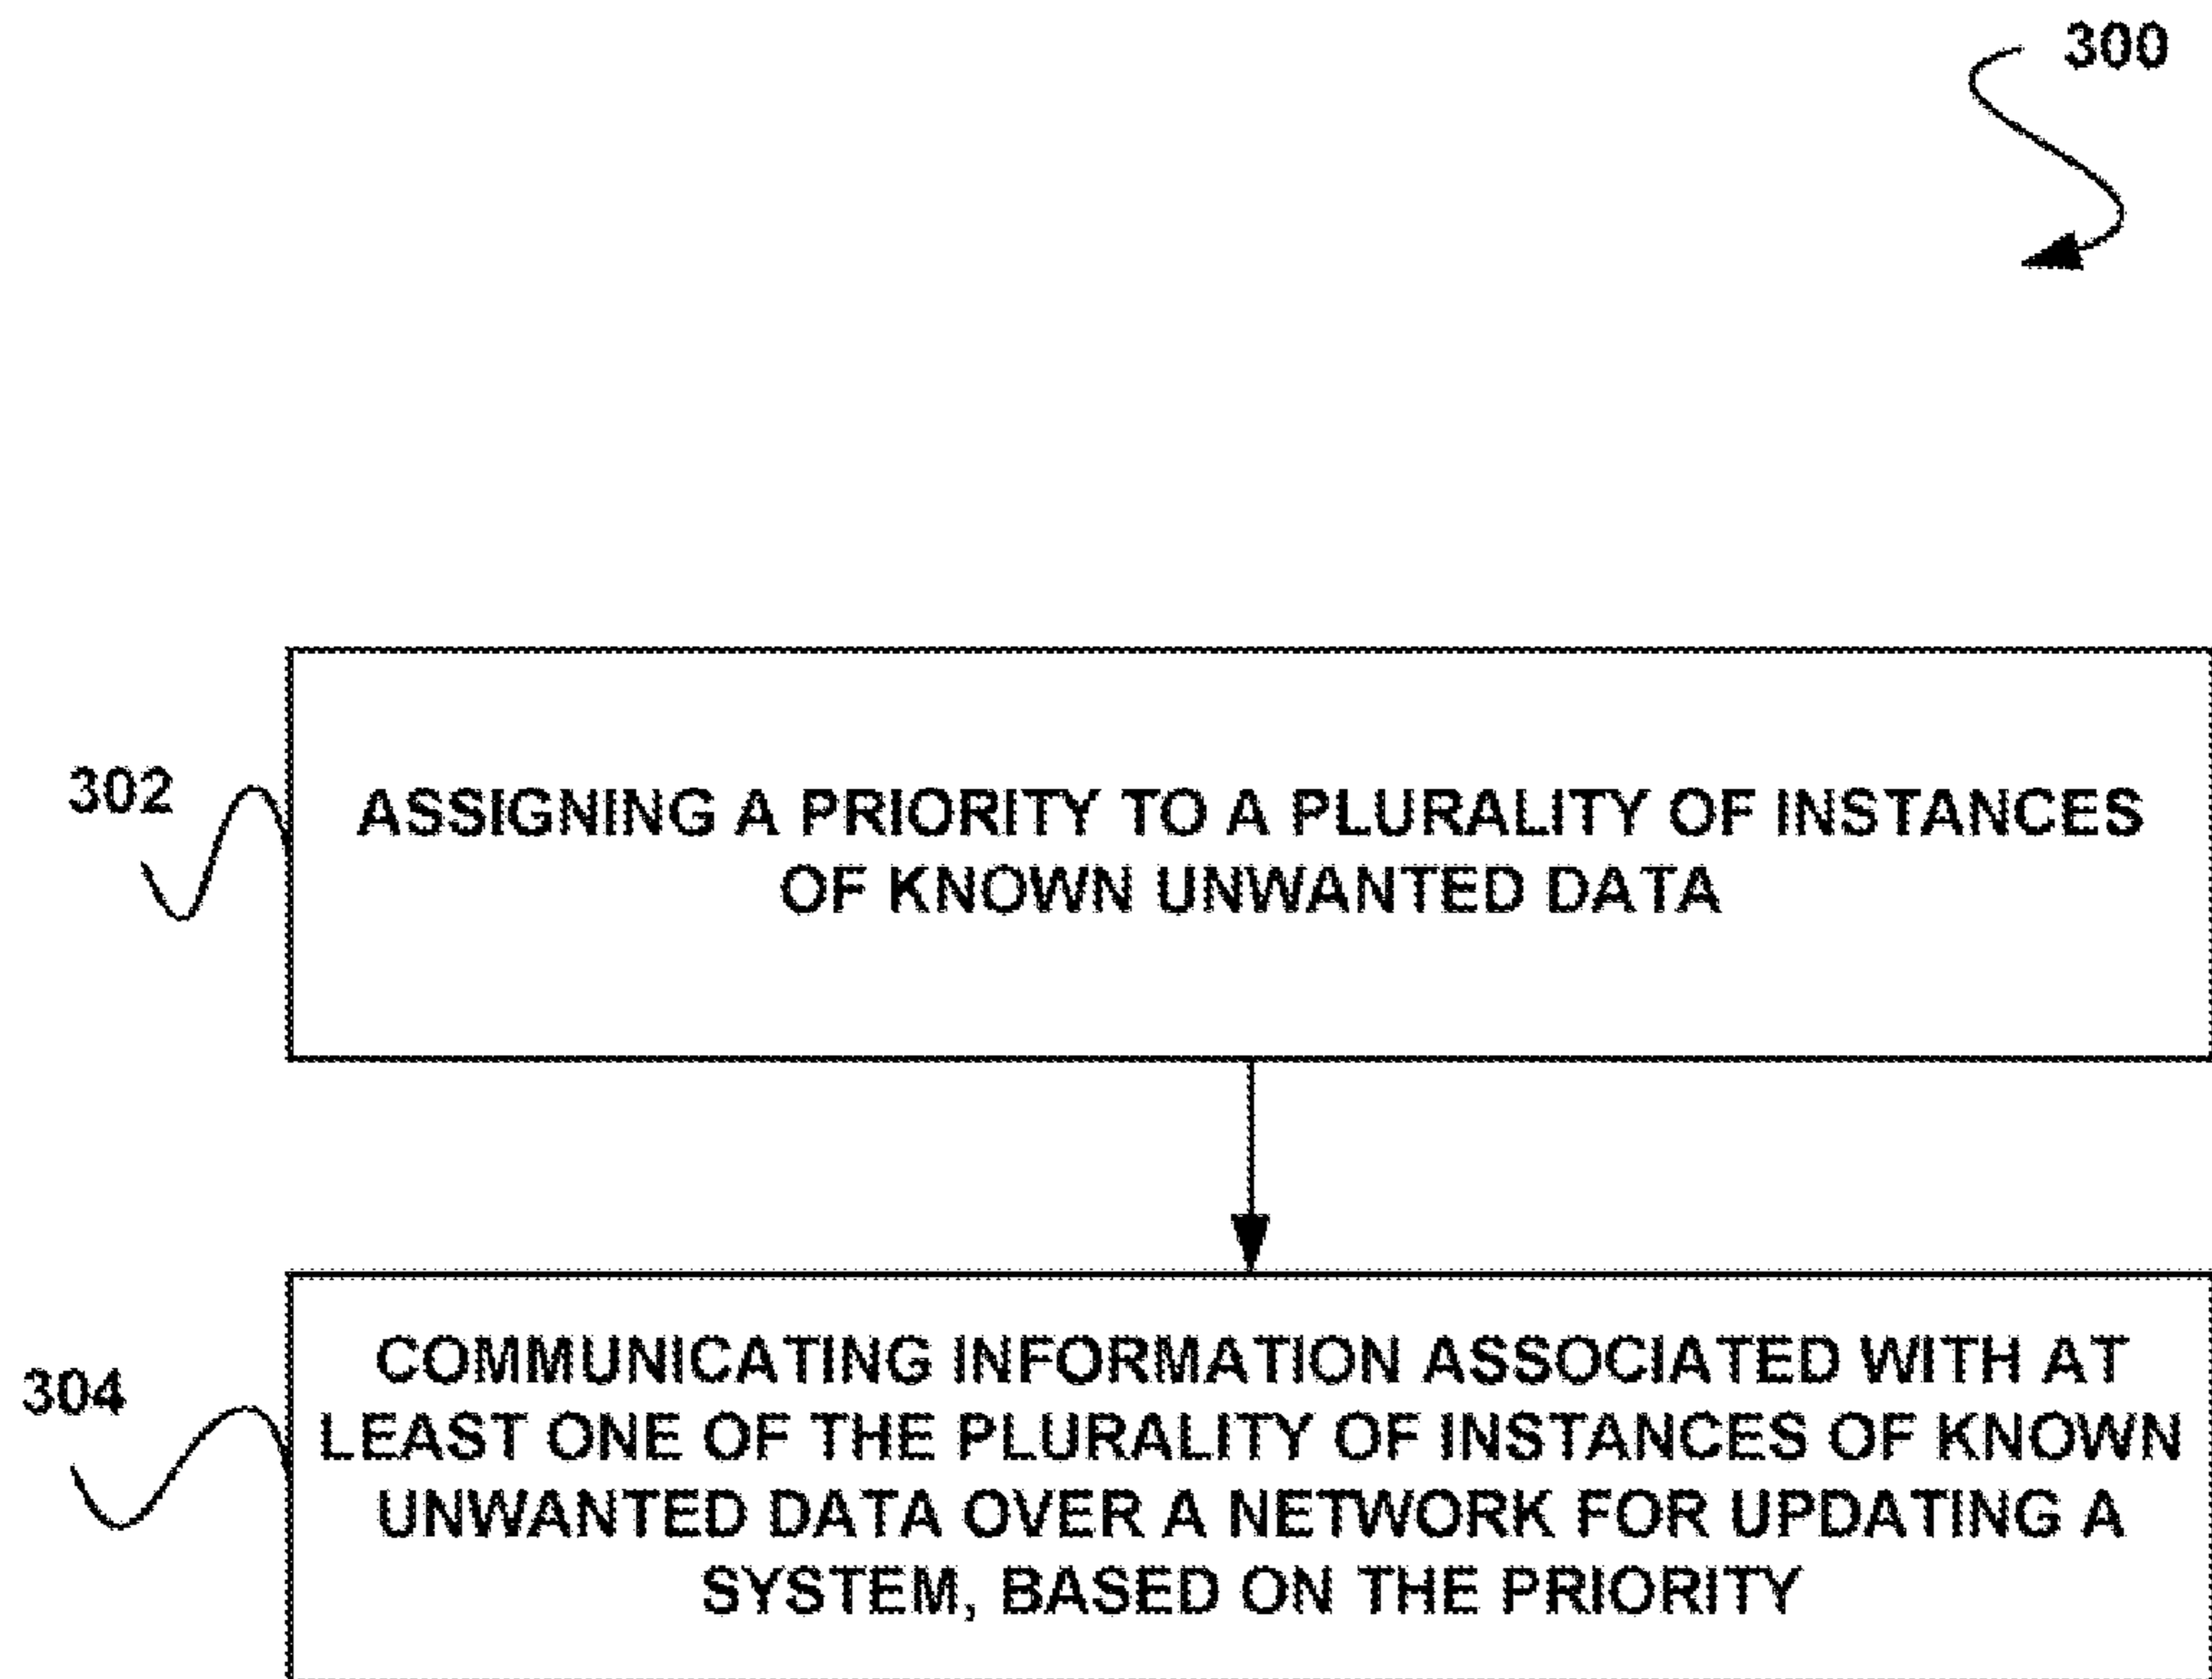 300
302
ASSIGNING A PRIORITY TO A PLURALITY OF INSTANCES
OF KNOWN UNWANTED DATA
304
COMMUNICATING INFORMATION ASSOCIATED WITH AT
LEAST ONE OF THE PLURALITY OF INSTANCES OF KNOWN
UNWANTED DATA OVER A NETWORK FOR UPDATING A
SYSTEM, BASED ON THE PRIORITY